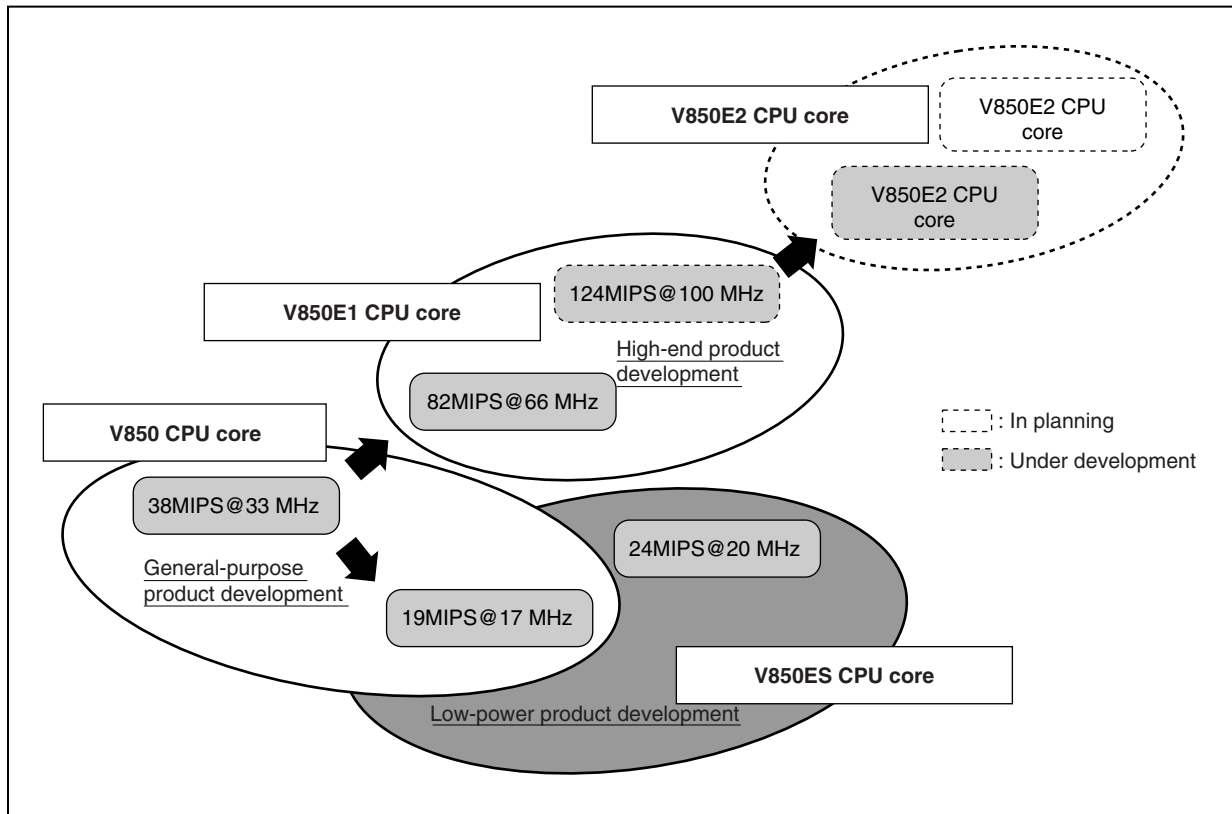 V850E2 CPU core
V850E2 CPU
core
V850E2 CPU
core
V850E1 CPU core
124MIPS@100 MHz
High-end product
development
82MIPS@66 MHz
V850 CPU core
: In planning
: Under development
38MIPS@33 MHz
24MIPS@20 MHz
General-purpose
product development
19MIPS@17 MHz
V850ES CPU core
Low-power product development